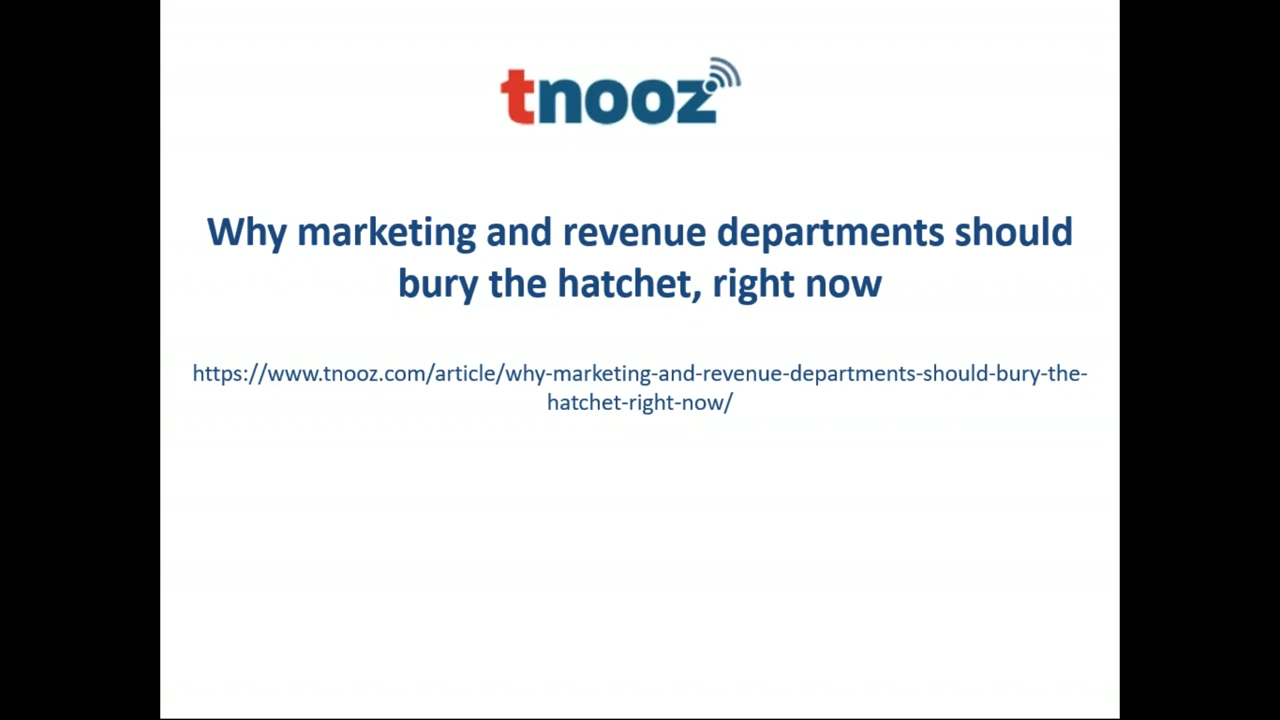 tnooz
Why marketing and revenue departments should
bury the hatchet, right now
https://www.tnooz.com/article/why-marketing-and-revenue-departments-should-bury-the-
hatchet-right-now/